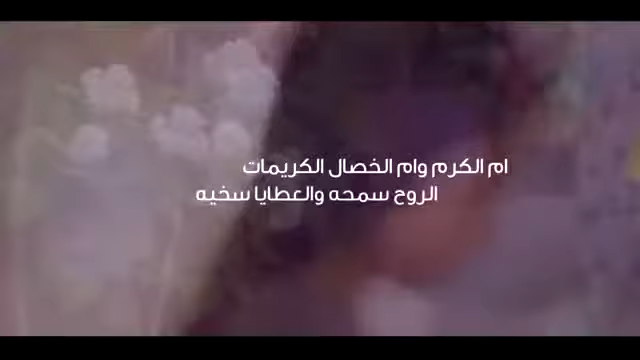 ام الكرم وام الخصال الكريمات
الروح سمحه والعطايا سخيه